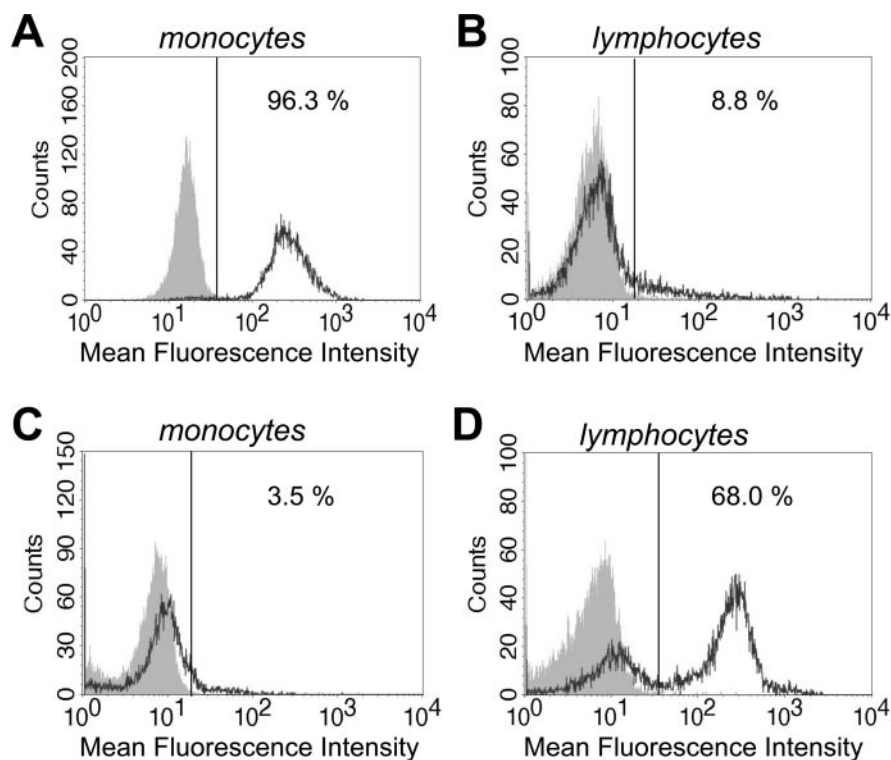 A
monocytes
96.3 %
Counts
200
160
120
80
40
0
10^0 10^1 10^2 10^3 10^4
Mean Fluorescence Intensity
B
lymphocytes
8.8 %
Counts
100
80
60
40
20
0
10^0 10^1 10^2 10^3 10^4
Mean Fluorescence Intensity
C
monocytes
3.5 %
Counts
150
120
90
60
30
0
10^0 10^1 10^2 10^3 10^4
Mean Fluorescence Intensity
D
lymphocytes
68.0 %
Counts
100
80
60
40
20
0
10^0 10^1 10^2 10^3 10^4
Mean Fluorescence Intensity